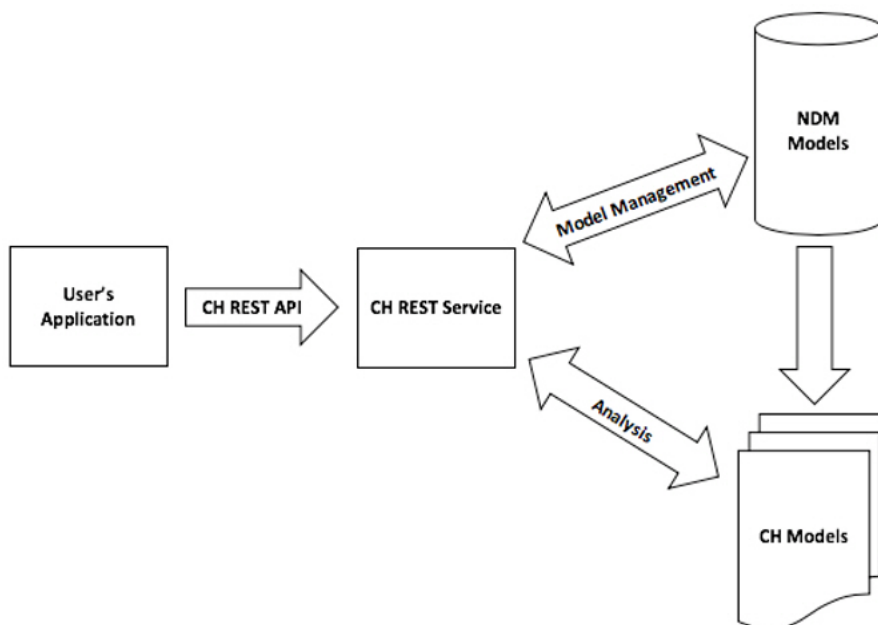 NDM
Models
Model Management
User's
Application
CH REST API
CH REST Service
Analysis
CH Models